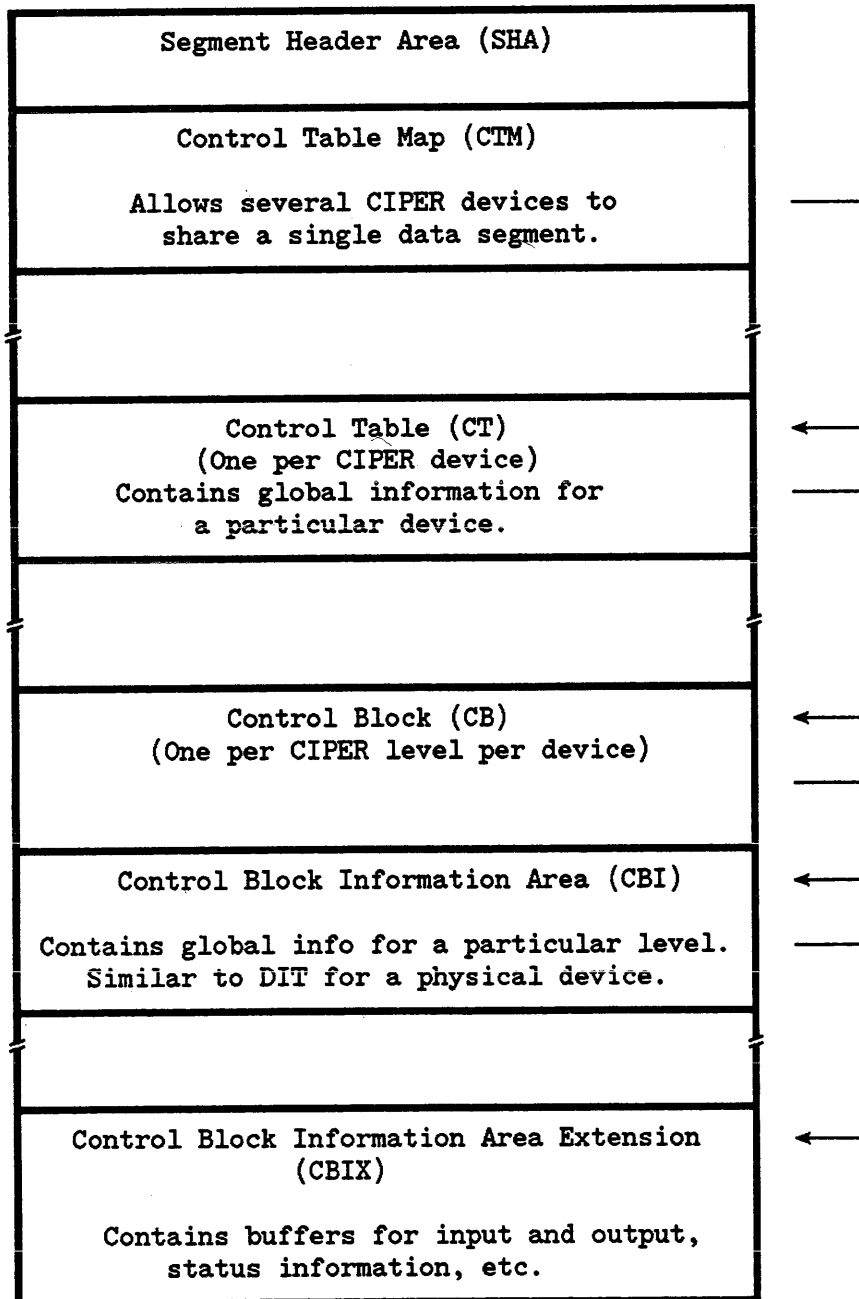 Segment Header Area (SHA)
Control Table Map (CTM)
Allows several CIPER devices to
share a single data segment.
Control Table (CT)
(One per CIPER device)
Contains global information for
a particular device.
Control Block (CB)
(One per CIPER level per device)
Control Block Information Area (CBI)
Contains global info for a particular level.
Similar to DIT for a physical device.
Control Block Information Area Extension
(CBIX)
Contains buffers for input and output,
status information, etc.